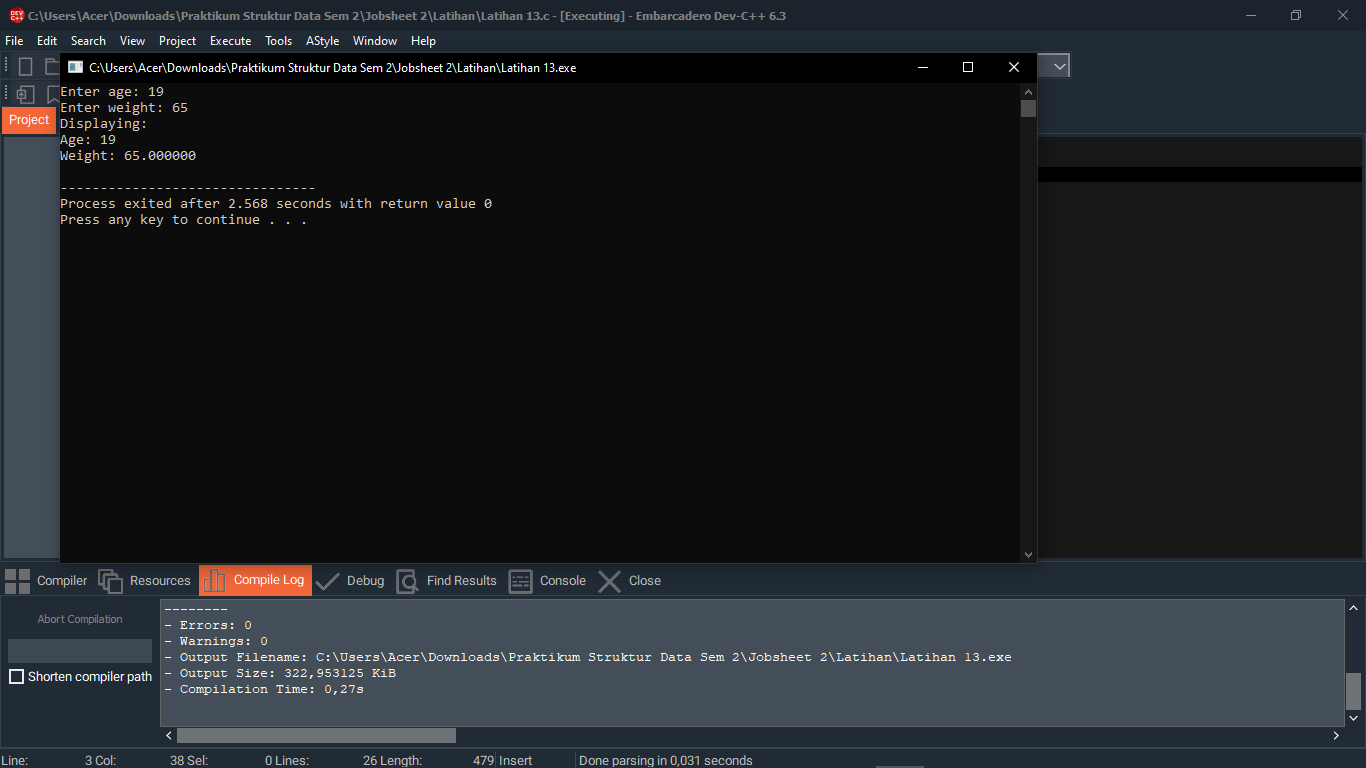 C:\Users\Acer\Downloads\Praktikum Struktur Data Sem 2\Jobsheet 2\Latihan\Latihan 13.c - [Executing] - Embarcadero Dev-C++ 6.3
File Edit Search View Project Execute Tools AStyle Window Help
C:\Users\Acer\Downloads\Praktikum Struktur Data Sem 2\Jobsheet 2\Latihan\Latihan 13.exe
Project
Enter age: 19
Enter weight: 65
Displaying:
Age: 19
Weight: 65.000000
--------------------------------
Process exited after 2.568 seconds with return value 0
Press any key to continue . . .
Compiler Resources Compile Log Debug Find Results Console Close
Abort Compilation
Shorten compiler path
--------
- Errors: 0
- Warnings: 0
- Output Filename: C:\Users\Acer\Downloads\Praktikum Struktur Data Sem 2\Jobsheet 2\Latihan\Latihan 13.exe
- Output Size: 322,953125 KiB
- Compilation Time: 0,27s
Line: 3 Col: 38 Sel: 0 Lines: 26 Length: 479 Insert Done parsing in 0,031 seconds